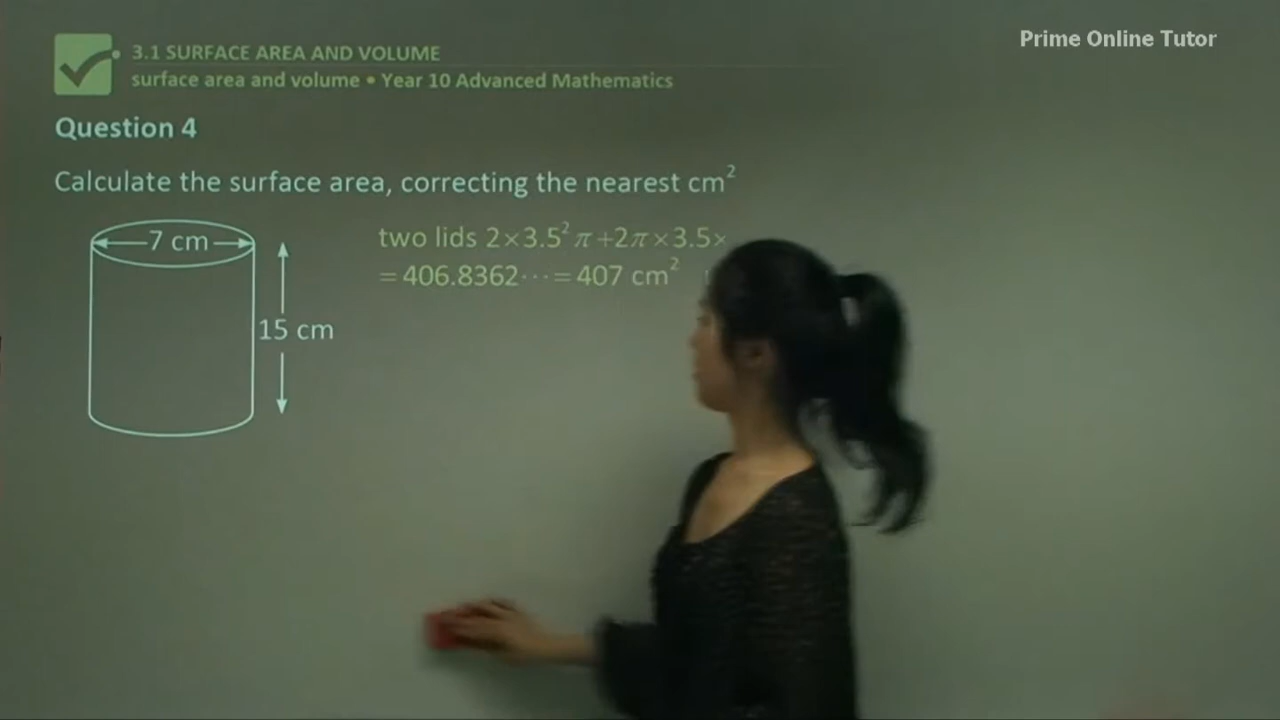 Prime Online Tutor
3.1 SURFACE AREA AND VOLUME
surface area and volume • Year 10 Advanced Mathematics
Question 4
Calculate the surface area, correcting the nearest cm²
7 cm
15 cm
two lids 2×3.5²π+2π×3.5×
=406.8362···=407 cm²